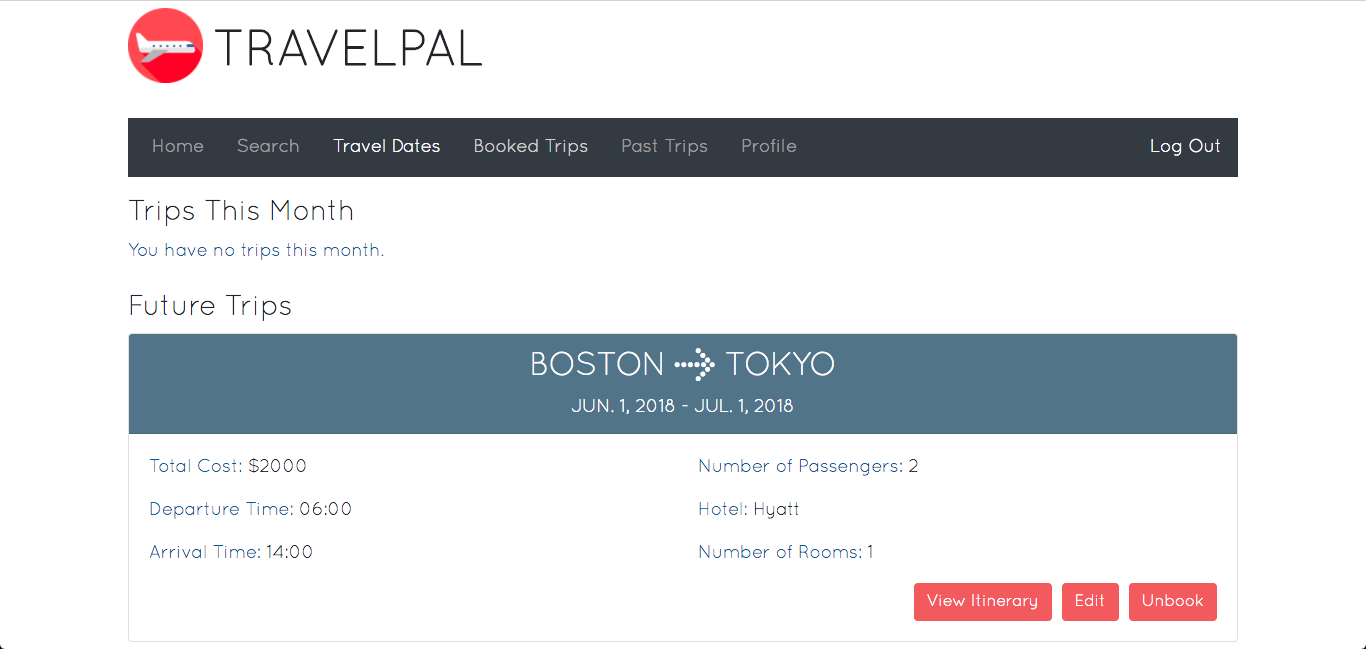 TRAVELPAL
Home Search Travel Dates Booked Trips Past Trips Profile Log Out
Trips This Month
You have no trips this month.
Future Trips
BOSTON TOKYO
JUN. 1, 2018 - JUL. 1, 2018
Total Cost: $2000 Number of Passengers: 2
Departure Time: 06:00 Hotel: Hyatt
Arrival Time: 14:00 Number of Rooms: 1
View Itinerary Edit Unbook